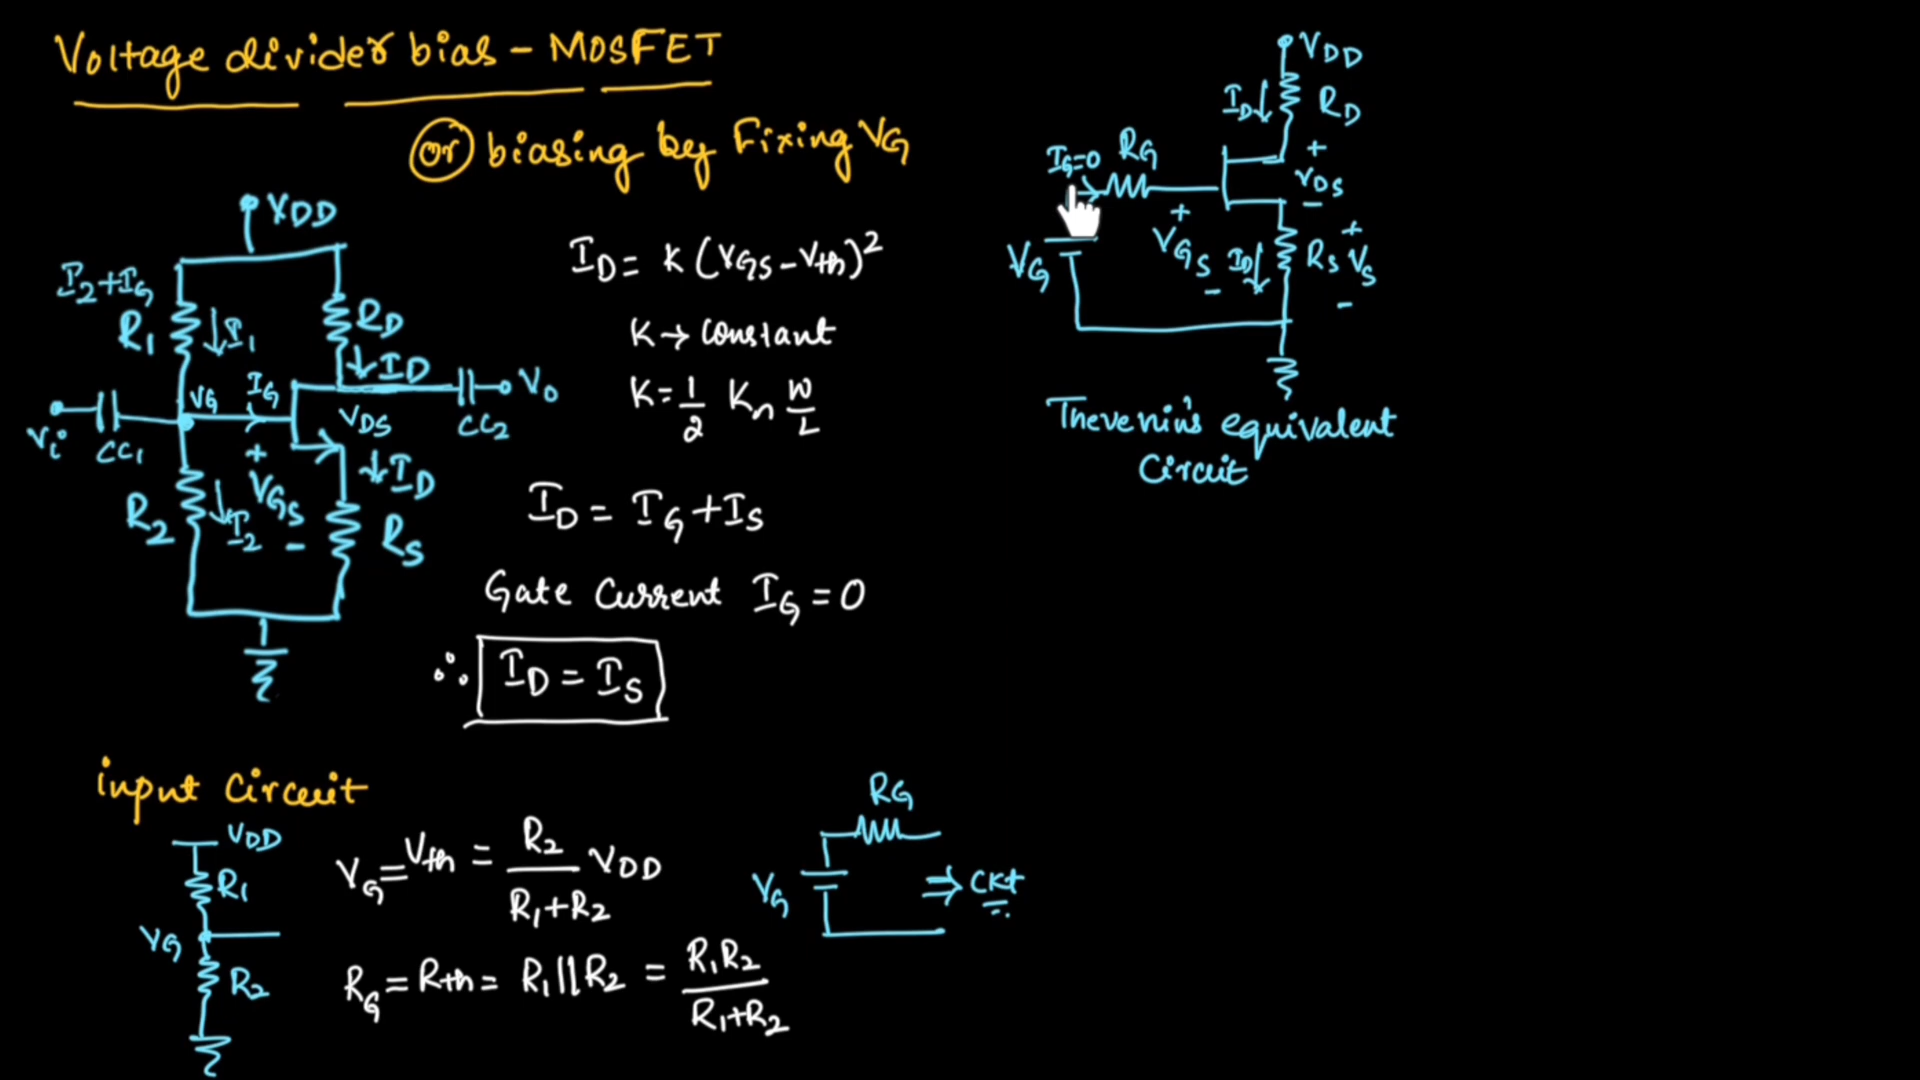 Voltage divider bias - MOSFET
or biasing by Fixing VG
VDD
I2+IG
R1
I1
RD
ID
VG
IG
VDS
Vi
CC1
CC2
Vo
+
VGS
-
R2
I2
ID
RS
ID = K (VGS - Vth)²
K → constant
K = 1/2 Kn W/L
ID = IG + IS
Gate Current IG = 0
∴ ID = IS
VDD
ID
RD
IG=0
RG
+
VDS
-
+
VGS
-
VG
ID
RS
+
VS
-
Thevenin's equivalent
Circuit
input Circuit
VDD
R1
VG
R2
VG = Vth = R2/R1+R2 VDD
RG = Rth = R1||R2 = R1R2/R1+R2
RG
VG
⇒ CKt